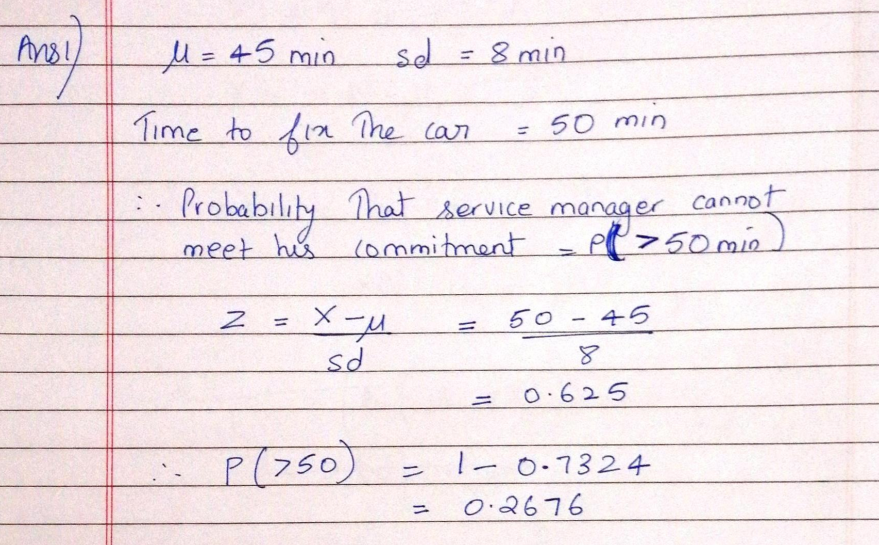 Ans1) μ = 45 min sd = 8 min
Time to fix The car = 50 min
∴ Probability That service manager cannot
meet his commitment = P( >50 min)
Z = X-μ / sd = 50 - 45 / 8
= 0.625
∴ P(>50) = 1 - 0.7324
= 0.2676